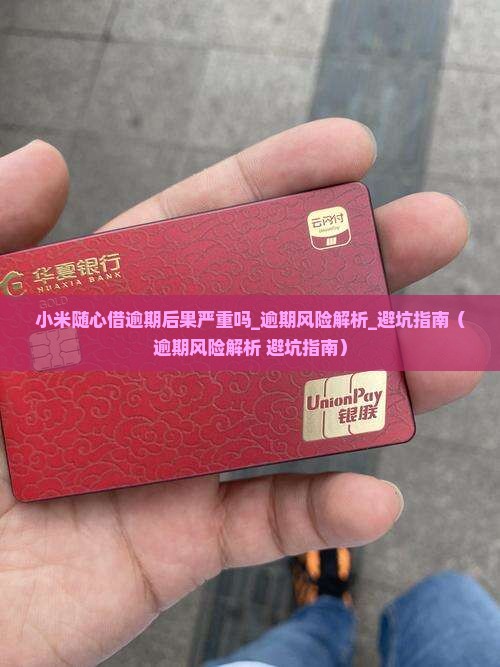 云闪付
UnionPay
华夏银行
HUAXIA BANK
GOLD
小米随心借逾期后果严重吗_逾期风险解析_避坑指南（
逾期风险解析 避坑指南）
UnionPay
银联